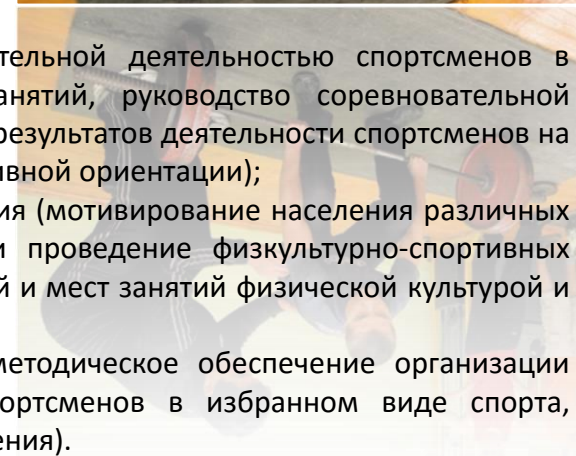 тельной деятельностью спортсменов в
анятий, руководство соревновательной
результатов деятельности спортсменов на
ивной ориентации);
ия (мотивирование населения различных
и проведение физкультурно-спортивных
й и мест занятий физической культурой и
методическое обеспечение организации
ортсменов в избранном виде спорта,
ения).